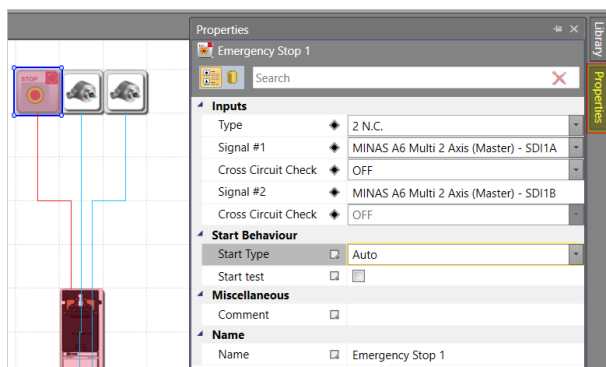 Properties
Emergency Stop 1
Search
Inputs
Type 2 N.C.
Signal #1 MINAS A6 Multi 2 Axis (Master) - SDI1A
Cross Circuit Check OFF
Signal #2 MINAS A6 Multi 2 Axis (Master) - SDI1B
Cross Circuit Check OFF
Start Behaviour
Start Type Auto
Start test
Miscellaneous
Comment
Name
Name Emergency Stop 1
Library
Properties
STOP